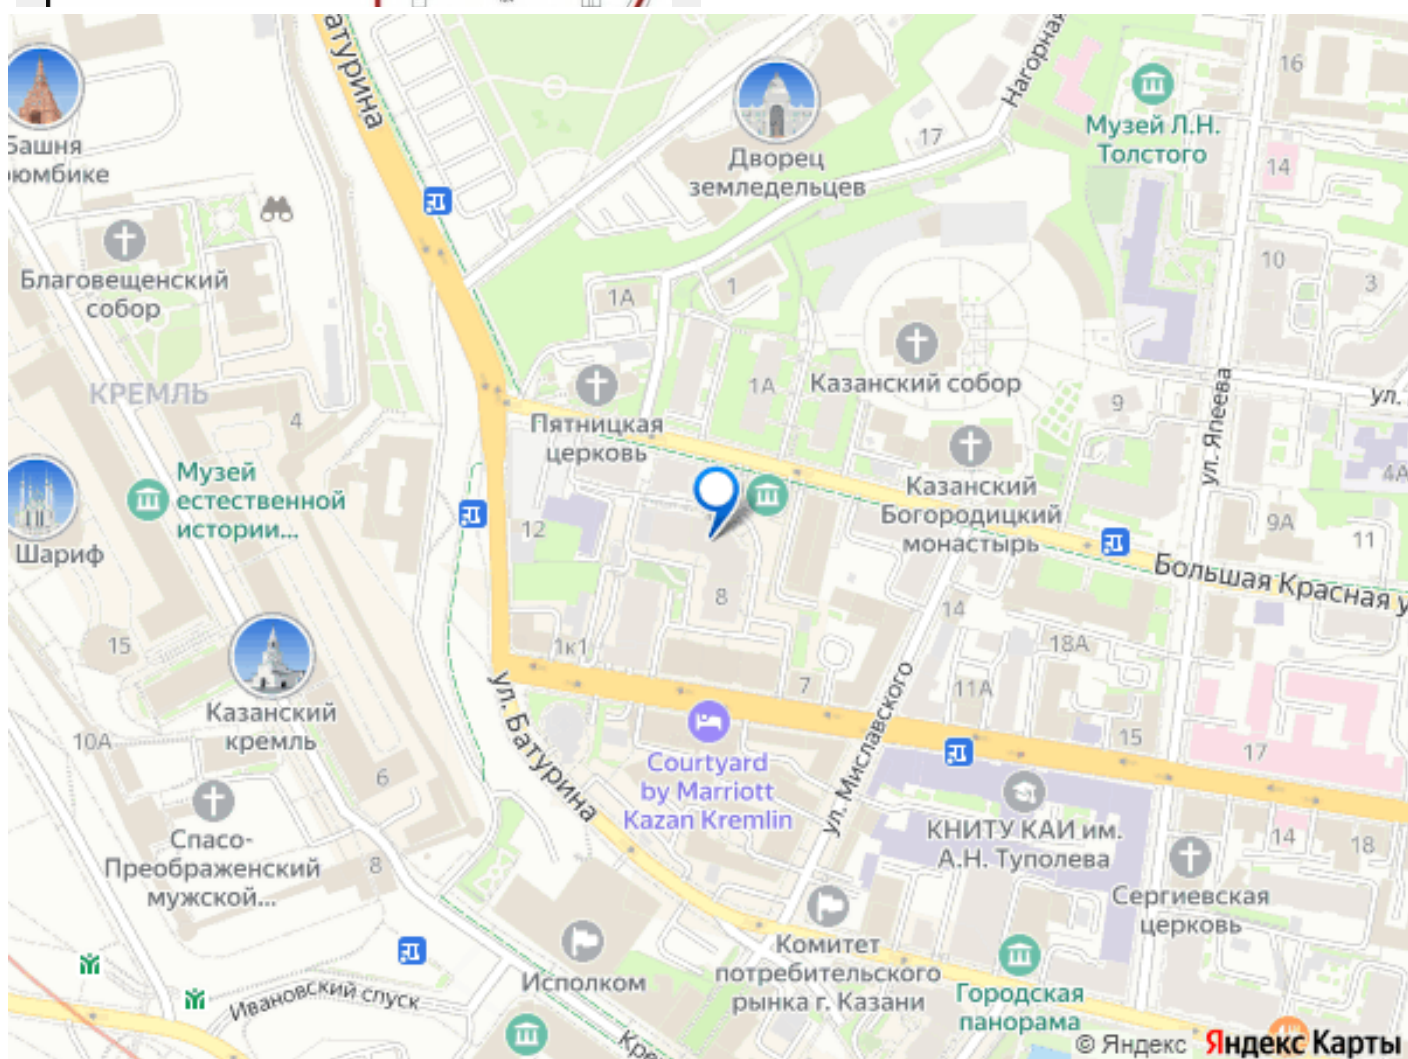 атурина
Нагорная
16
Музей Л.Н.
Толстого
17
14
Башня
Дворец
земледельцев
10
3
Благовещенский
собор
1А
1
КРЕМЛЬ
4
Пятницкая
церковь
1А
Казанский собор
9
ул. Япеева
ул.
4А
Музей
естественной
истории...
Шариф
12
Казанский
Богородицкий
монастырь
9А
11
Большая Красная у
8
14
18А
15
1к1
7
11А
15
17
Казанский
кремль
10А
6
8
ул. Батурина
Courtyard
by Marriott
Kazan Kremlin
ул. Миславского
КНИТУ КАИ им.
А.Н. Туполева
14
18
Спасо-
Преображенский
мужской...
Сергиевская
церковь
Исполком
Комитет
потребительского
рынка г. Казани
Городская
панорама
Ивановский спуск
Кре
© Яндекс Яндекс Карты